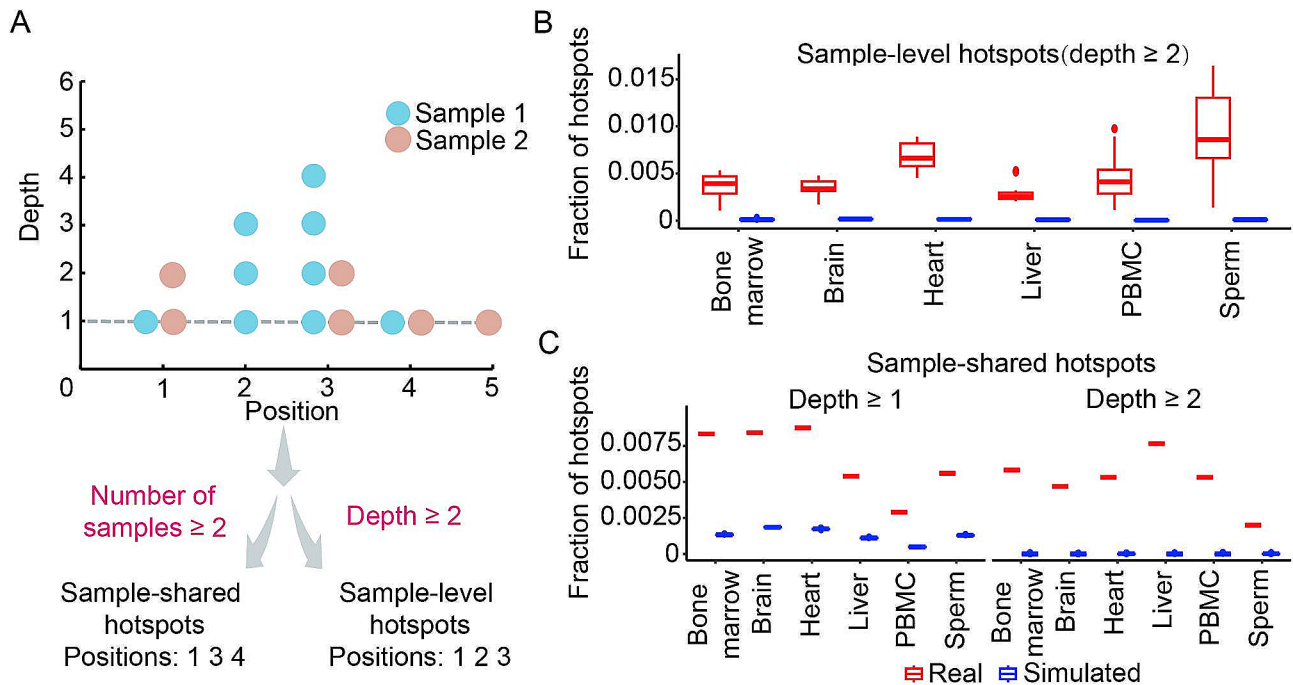 A
6
5
4
3
2
1
0
Depth
Sample 1
Sample 2
1
2
3
4
5
Position
Number of
samples ≥ 2
Depth ≥ 2
Sample-shared
hotspots
Positions: 1 3 4
Sample-level
hotspots
Positions: 1 2 3
B
Sample-level hotspots(depth ≥ 2)
Fraction of hotspots
0.015
0.010
0.005
0
Bone
marrow
Brain
Heart
Liver
PBMC
Sperm
C
Sample-shared hotspots
Depth ≥ 1
Depth ≥ 2
Fraction of hotspots
0.0075
0.0050
0.0025
0
Bone
marrow
Brain
Heart
Liver
PBMC
Sperm
Bone
marrow
Brain
Heart
Liver
PBMC
Sperm
Real
Simulated